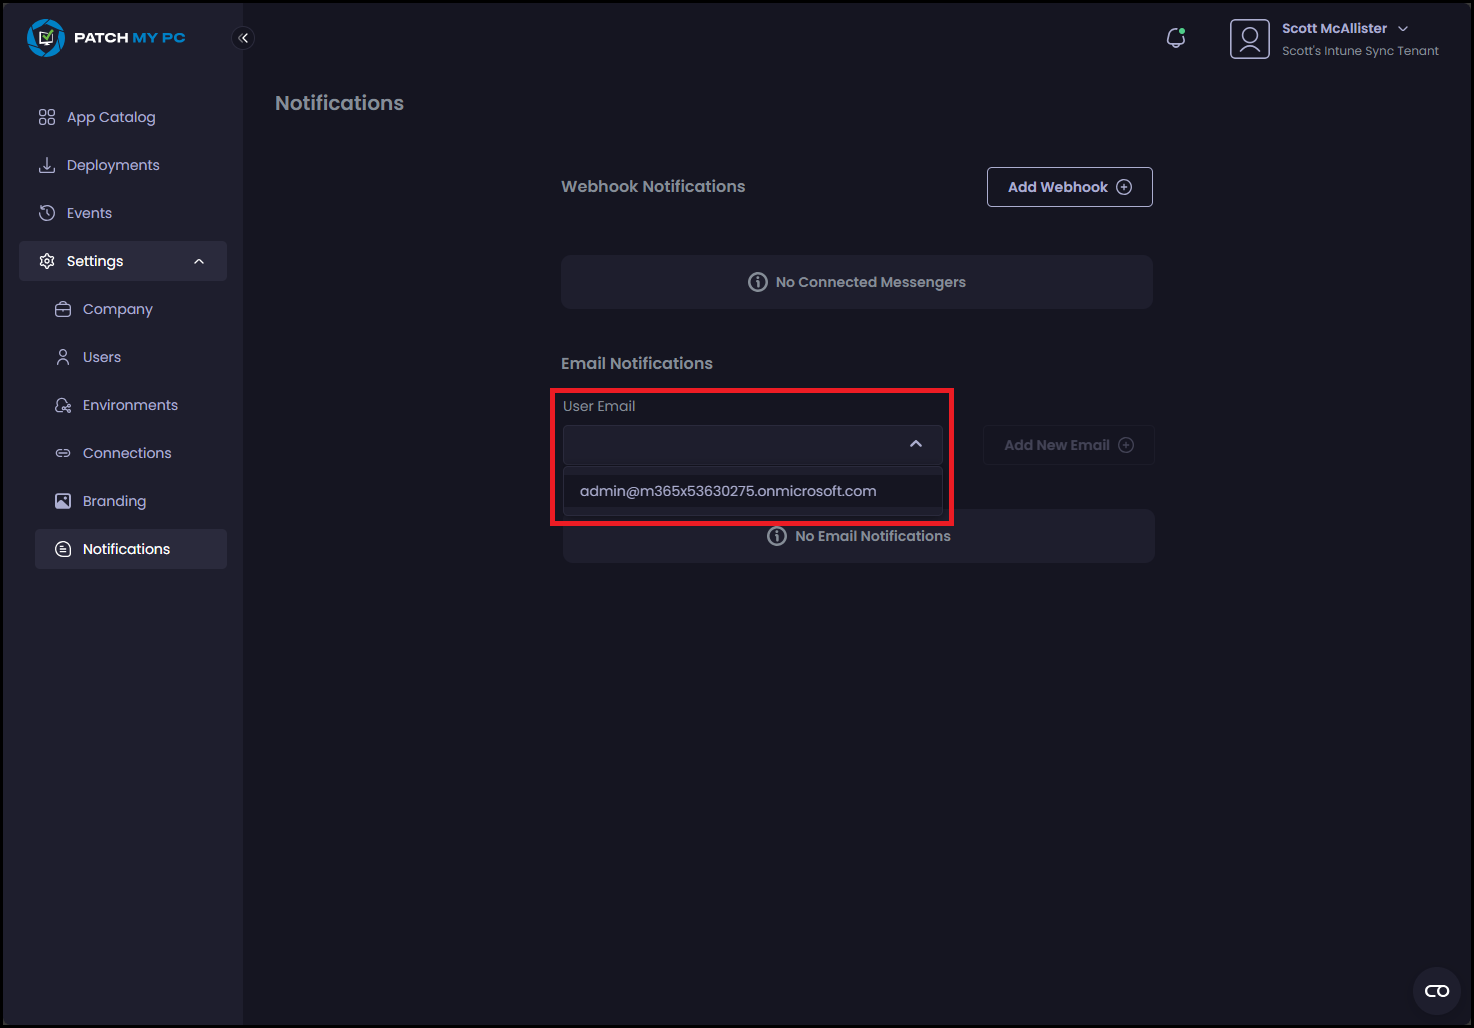 PATCH MY PC
Scott McAllister
Scott's Intune Sync Tenant
App Catalog
Deployments
Events
Settings
Company
Users
Environments
Connections
Branding
Notifications
Notifications
Webhook Notifications
Add Webhook
No Connected Messengers
Email Notifications
User Email
Add New Email
admin@m365x53630275.onmicrosoft.com
No Email Notifications